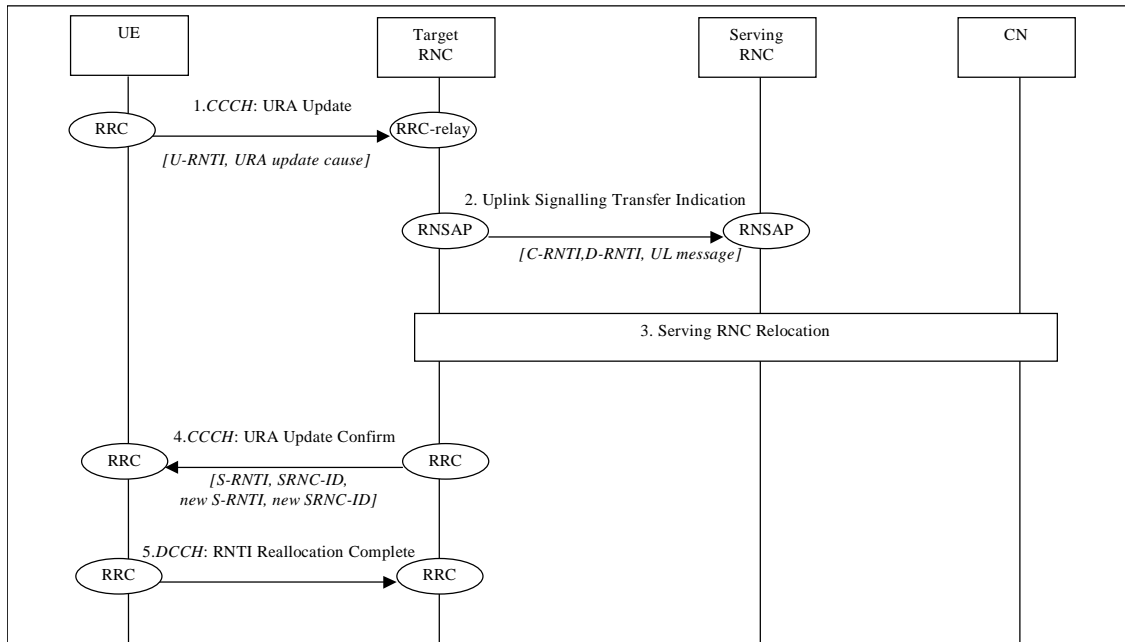 UE
Target
RNC
Serving
RNC
CN
1.CCCH: URA Update
RRC
RRC-relay
[U-RNTI, URA update cause]
2. Uplink Signalling Transfer Indication
RNSAP
RNSAP
[C-RNTI,D-RNTI, UL message]
3. Serving RNC Relocation
4.CCCH: URA Update Confirm
RRC
RRC
[S-RNTI, SRNC-ID,
new S-RNTI, new SRNC-ID]
5.DCCH: RNTI Reallocation Complete
RRC
RRC